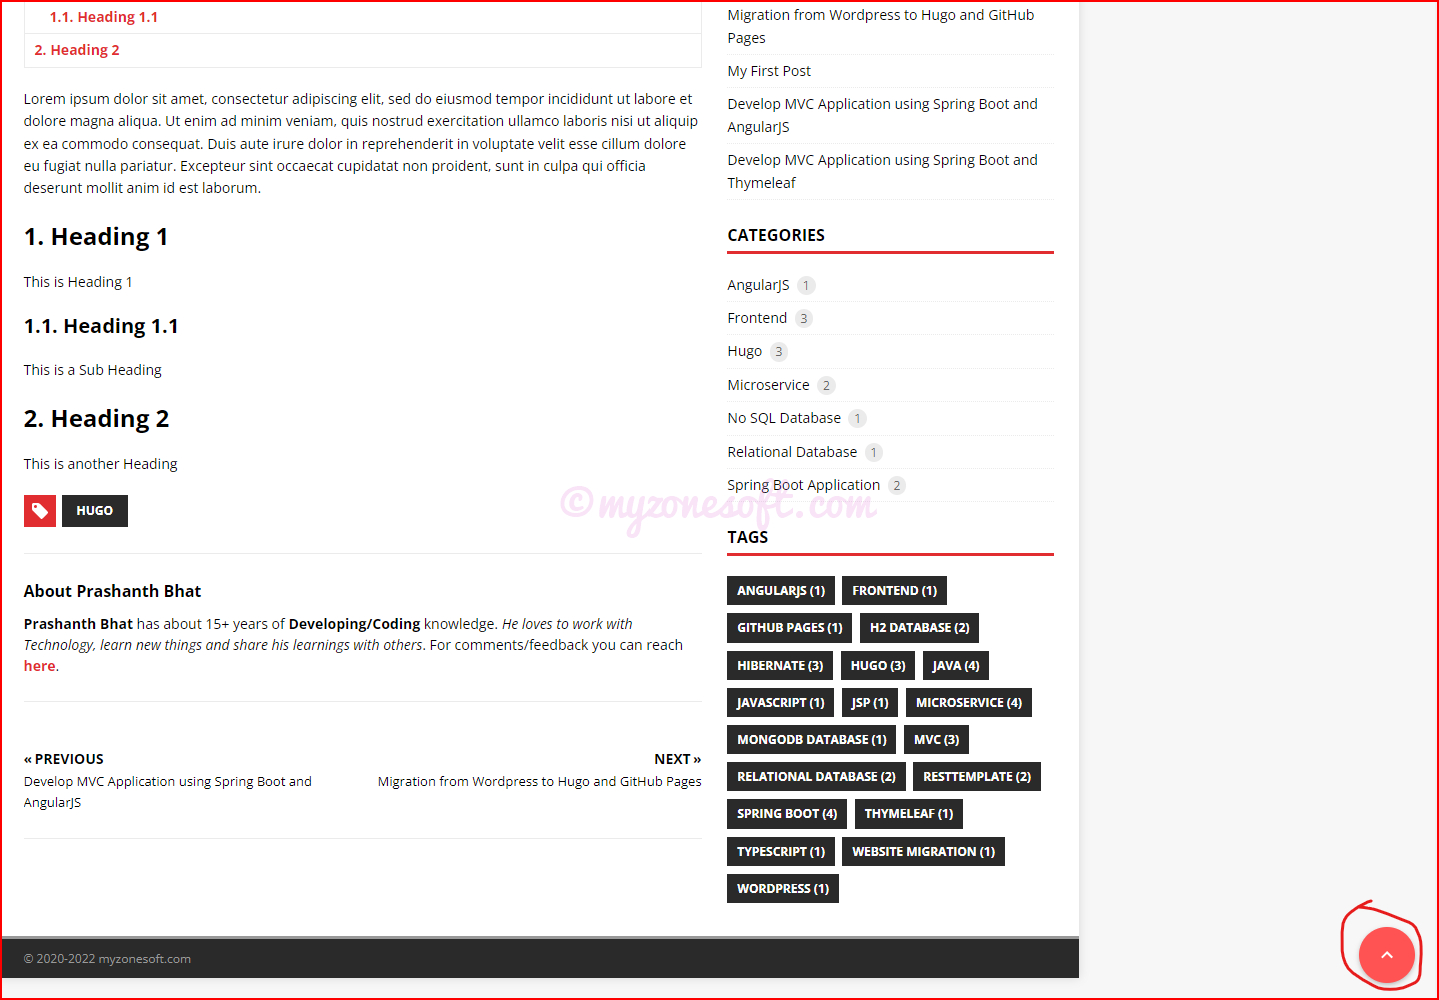 1.1. Heading 1.1
2. Heading 2
Lorem ipsum dolor sit amet, consectetur adipiscing elit, sed do eiusmod tempor incididunt ut labore et
dolore magna aliqua. Ut enim ad minim veniam, quis nostrud exercitation ullamco laboris nisi ut aliquip
ex ea commodo consequat. Duis aute irure dolor in reprehenderit in voluptate velit esse cillum dolore
eu fugiat nulla pariatur. Excepteur sint occaecat cupidatat non proident, sunt in culpa qui officia
deserunt mollit anim id est laborum.
1. Heading 1
This is Heading 1
1.1. Heading 1.1
This is a Sub Heading
2. Heading 2
This is another Heading
HUGO
About Prashanth Bhat
Prashanth Bhat has about 15+ years of Developing/Coding knowledge. He loves to work with
Technology, learn new things and share his learnings with others. For comments/feedback you can reach
here.
« PREVIOUS
Develop MVC Application using Spring Boot and
AngularJS
NEXT »
Migration from Wordpress to Hugo and GitHub Pages
Migration from Wordpress to Hugo and GitHub
Pages
My First Post
Develop MVC Application using Spring Boot and
AngularJS
Develop MVC Application using Spring Boot and
Thymeleaf
CATEGORIES
AngularJS 1
Frontend 3
Hugo 3
Microservice 2
No SQL Database 1
Relational Database 1
Spring Boot Application 2
©myzonesoft.com
TAGS
ANGULARJS (1) FRONTEND (1)
GITHUB PAGES (1) H2 DATABASE (2)
HIBERNATE (3) HUGO (3) JAVA (4)
JAVASCRIPT (1) JSP (1) MICROSERVICE (4)
MONGODB DATABASE (1) MVC (3)
RELATIONAL DATABASE (2) RESTTEMPLATE (2)
SPRING BOOT (4) THYMELEAF (1)
TYPESCRIPT (1) WEBSITE MIGRATION (1)
WORDPRESS (1)
© 2020-2022 myzonesoft.com